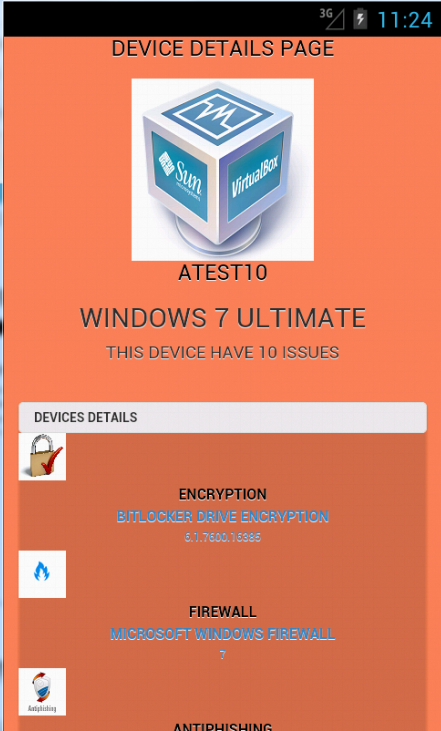 3G 11:24
DEVICE DETAILS PAGE
Sun
microsystems
VirtualBox
ATEST10
WINDOWS 7 ULTIMATE
THIS DEVICE HAVE 10 ISSUES
DEVICES DETAILS
ENCRYPTION
BITLOCKER DRIVE ENCRYPTION
6.1.7600.16385
FIREWALL
MICROSOFT WINDOWS FIREWALL
7
Antiphishing
ANTIPHISHING